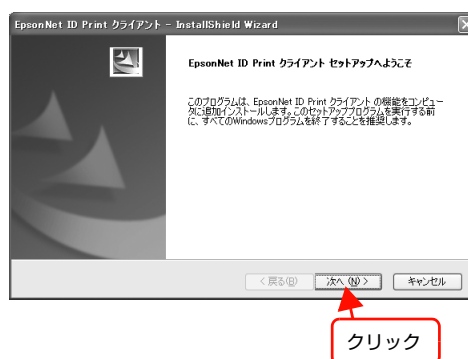 EpsonNet ID Print クライアント - InstallShield Wizard
EpsonNet ID Print クライアント セットアップへようこそ
このプログラムは、EpsonNet ID Print クライアント の機能をコンピュー
タに追加インストールします。このセットアッププログラムを実行する前
に、すべてのWindowsプログラムを終了することを推奨します。
< 戻る(B)
次へ (N) >
キャンセル
クリック